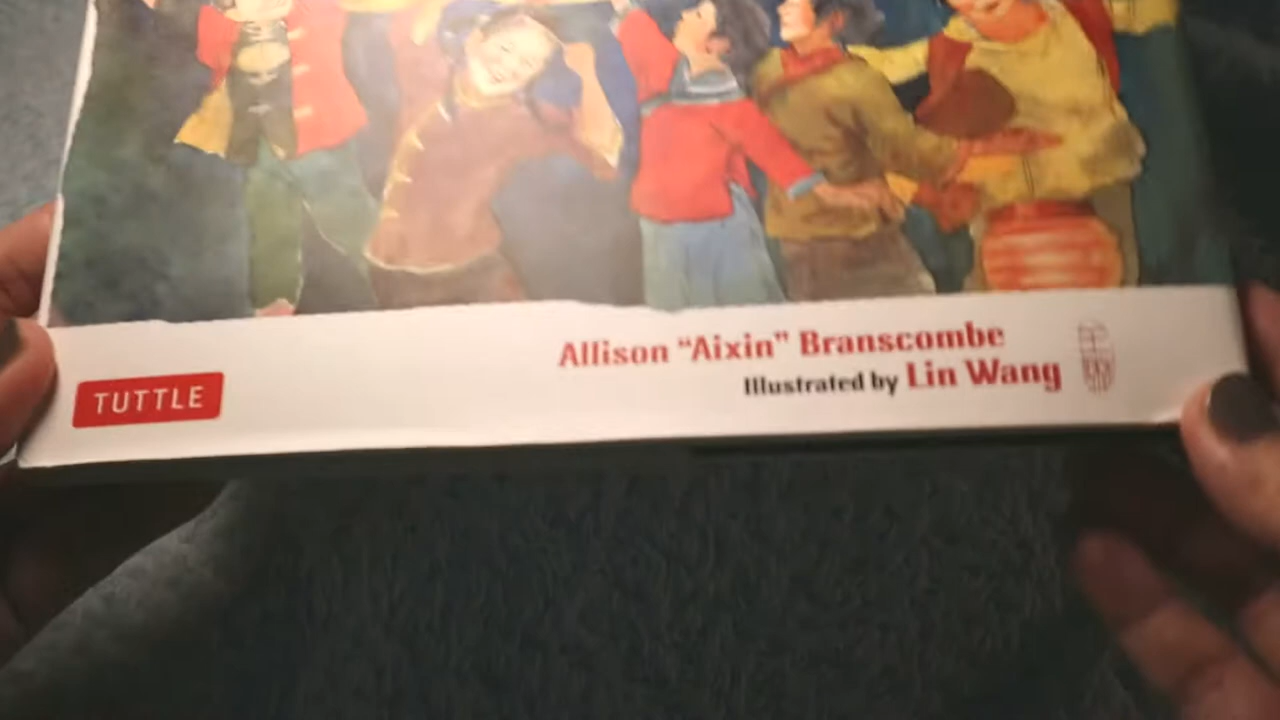 Allison “Aixin” Branscombe
Illustrated by Lin Wang
TUTTLE